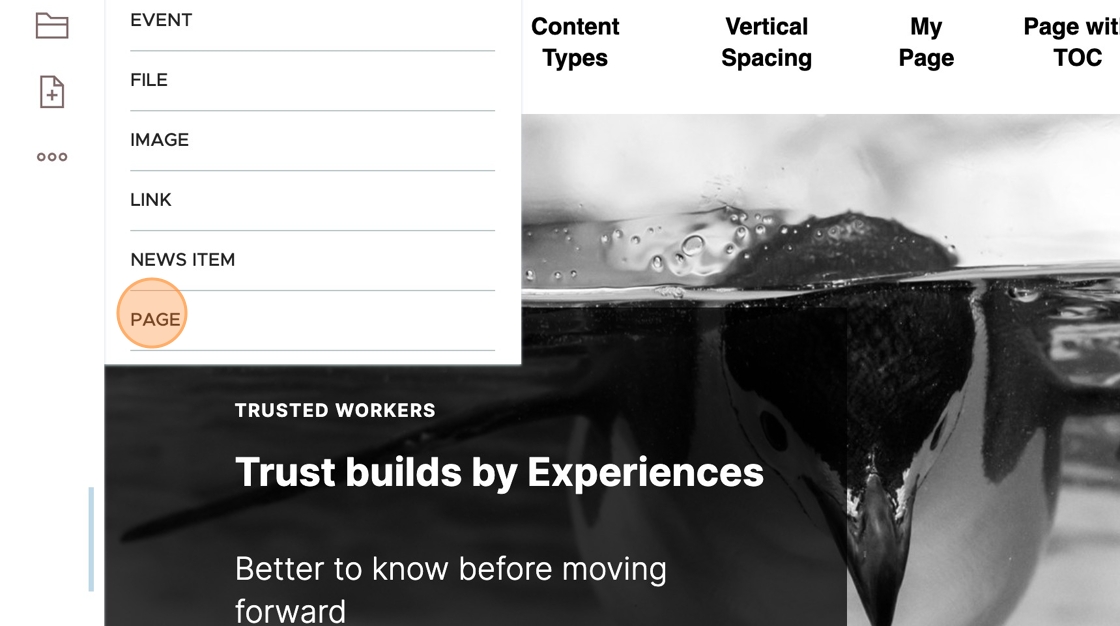 EVENT
FILE
IMAGE
LINK
NEWS ITEM
PAGE
Content
Types
Vertical
Spacing
My
Page
Page with
TOC
TRUSTED WORKERS
Trust builds by Experiences
Better to know before moving
forward